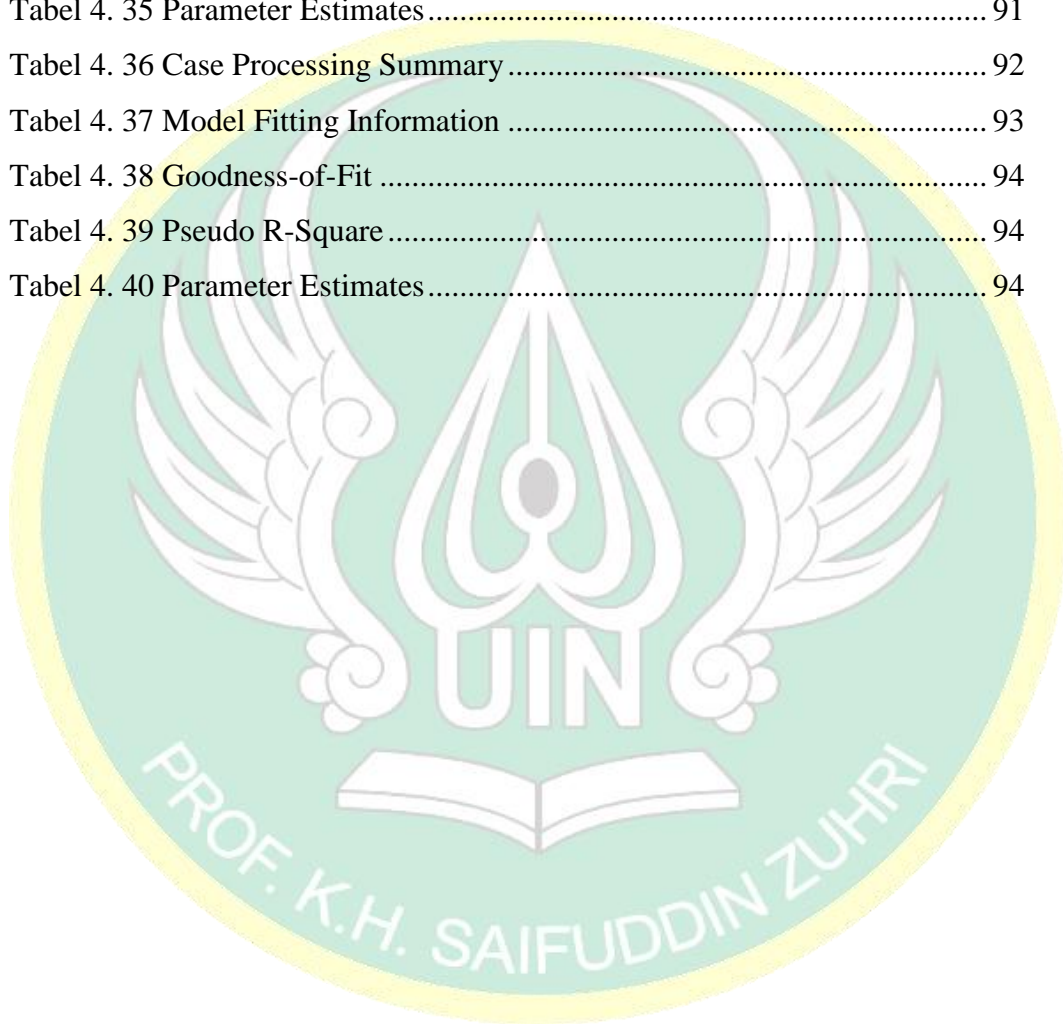 Tabel 4. 35 Parameter Estimates........................................................................ 91
Tabel 4. 36 Case Processing Summary............................................................. 92
Tabel 4. 37 Model Fitting Information ............................................................. 93
Tabel 4. 38 Goodness-of-Fit .............................................................................. 94
Tabel 4. 39 Pseudo R-Square............................................................................. 94
Tabel 4. 40 Parameter Estimates........................................................................ 94
UIN
PROF. K.H. SAIFUDDIN ZUHRI